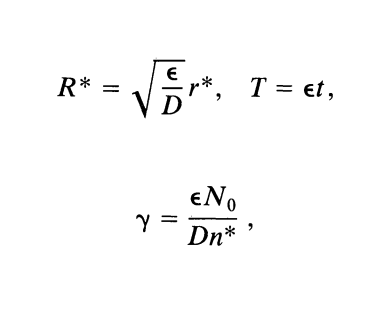 R* = √(ϵ/D) r*, T = ϵt,
γ = ϵN₀/Dn* ,